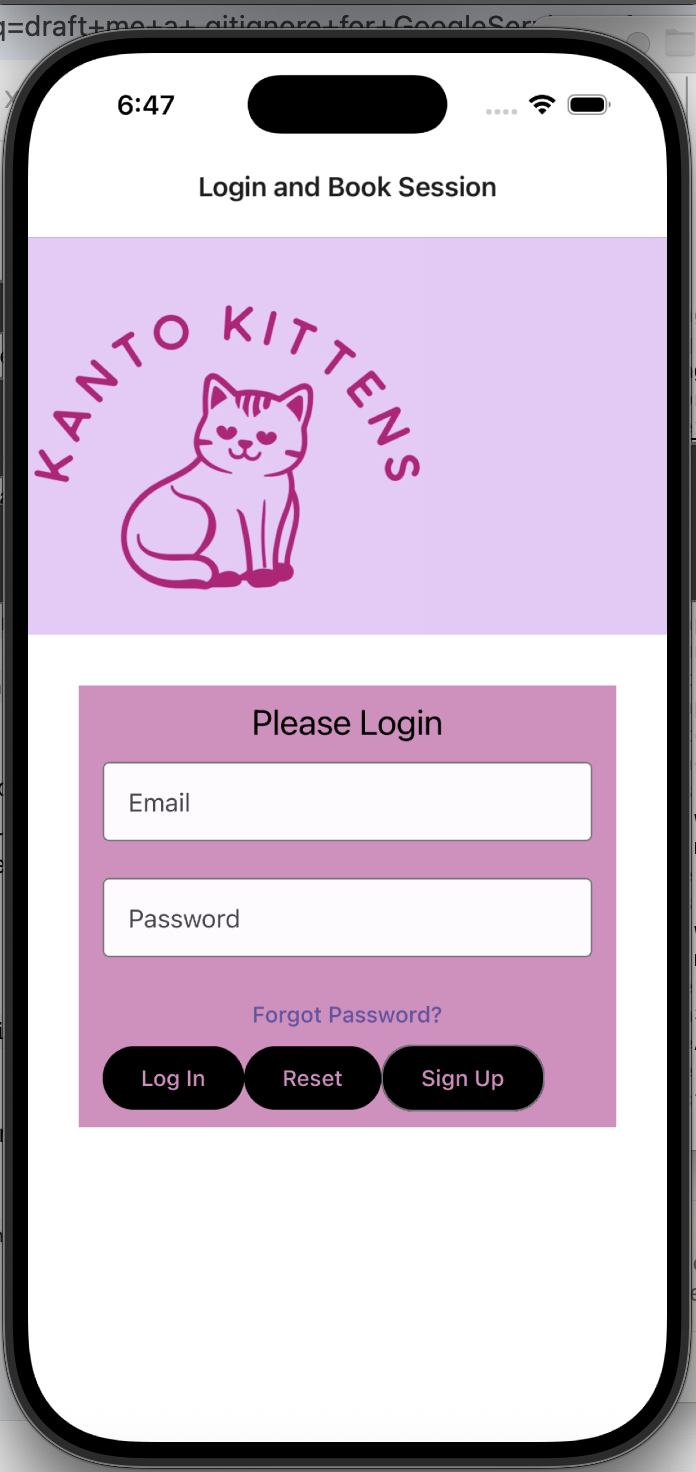 q=draft+me+a+.gitignore+for+GoogleSer
6:47
Login and Book Session
KANTO KITTENS
Please Login
Email
Password
Forgot Password?
Log In
Reset
Sign Up